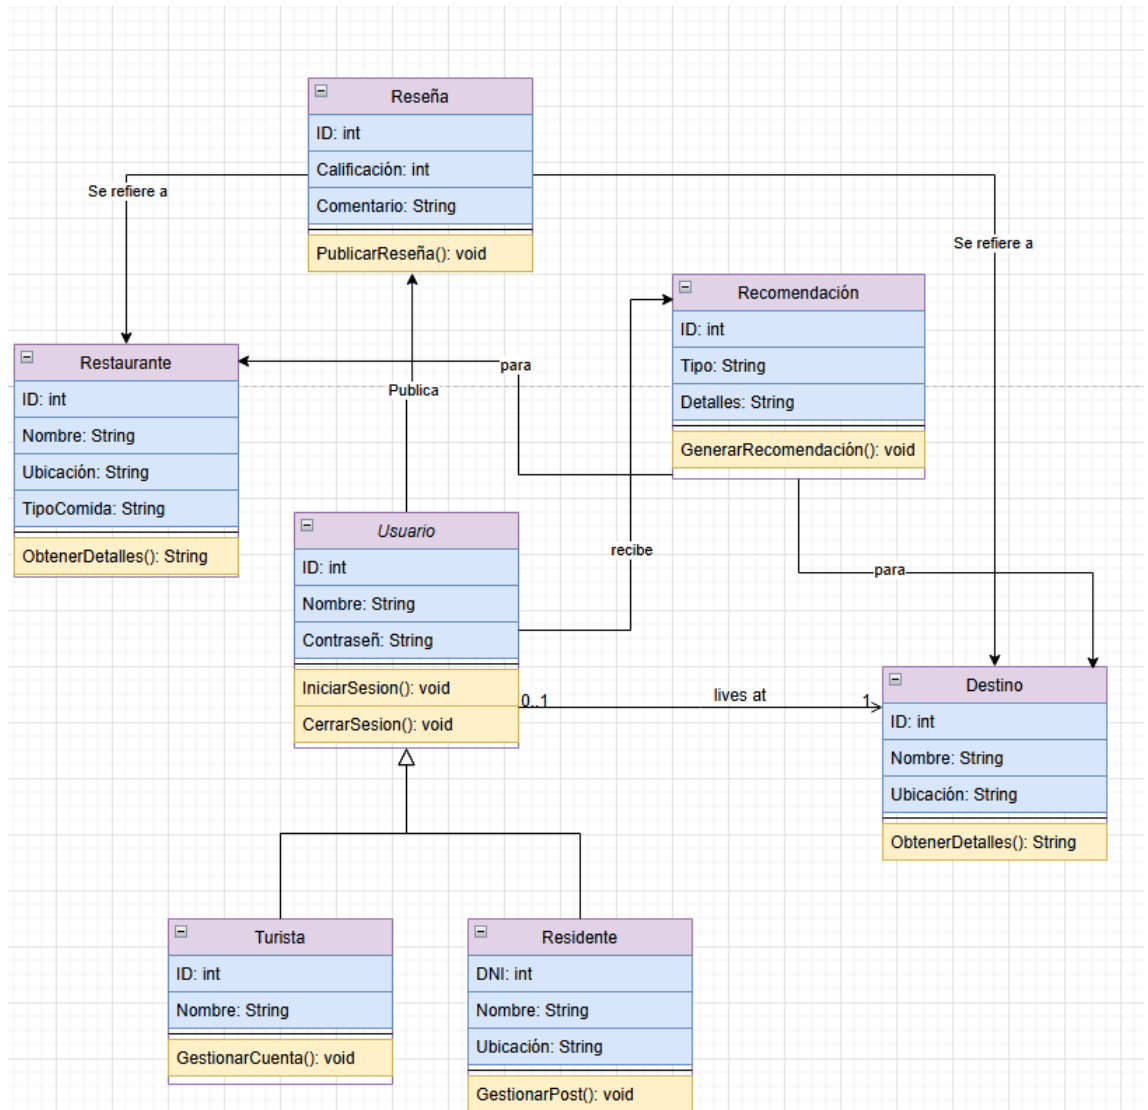 Reseña
ID: int
Calificación: int
Comentario: String
PublicarReseña(): void
Se refiere a
Se refiere a
Recomendación
ID: int
Tipo: String
Detalles: String
GenerarRecomendación(): void
Restaurante
ID: int
Nombre: String
Ubicación: String
TipoComida: String
ObtenerDetalles(): String
para
Publica
Usuario
ID: int
Nombre: String
Contraseñ: String
IniciarSesion(): void
CerrarSesion(): void
recibe
para
0..1
lives at
1
Destino
ID: int
Nombre: String
Ubicación: String
ObtenerDetalles(): String
Turista
ID: int
Nombre: String
GestionarCuenta(): void
Residente
DNI: int
Nombre: String
Ubicación: String
GestionarPost(): void